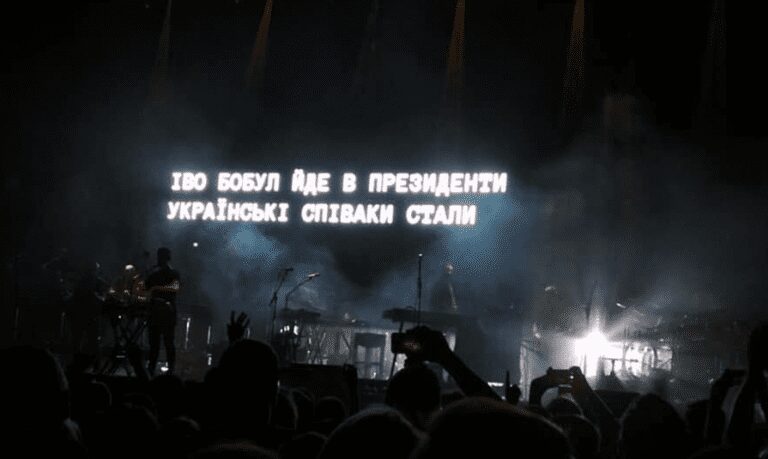 ІВО БОБУЛ ЙДЕ В ПРЕЗИДЕНТИ
УКРАЇНСЬКІ СПІВАКИ СТАЛИ